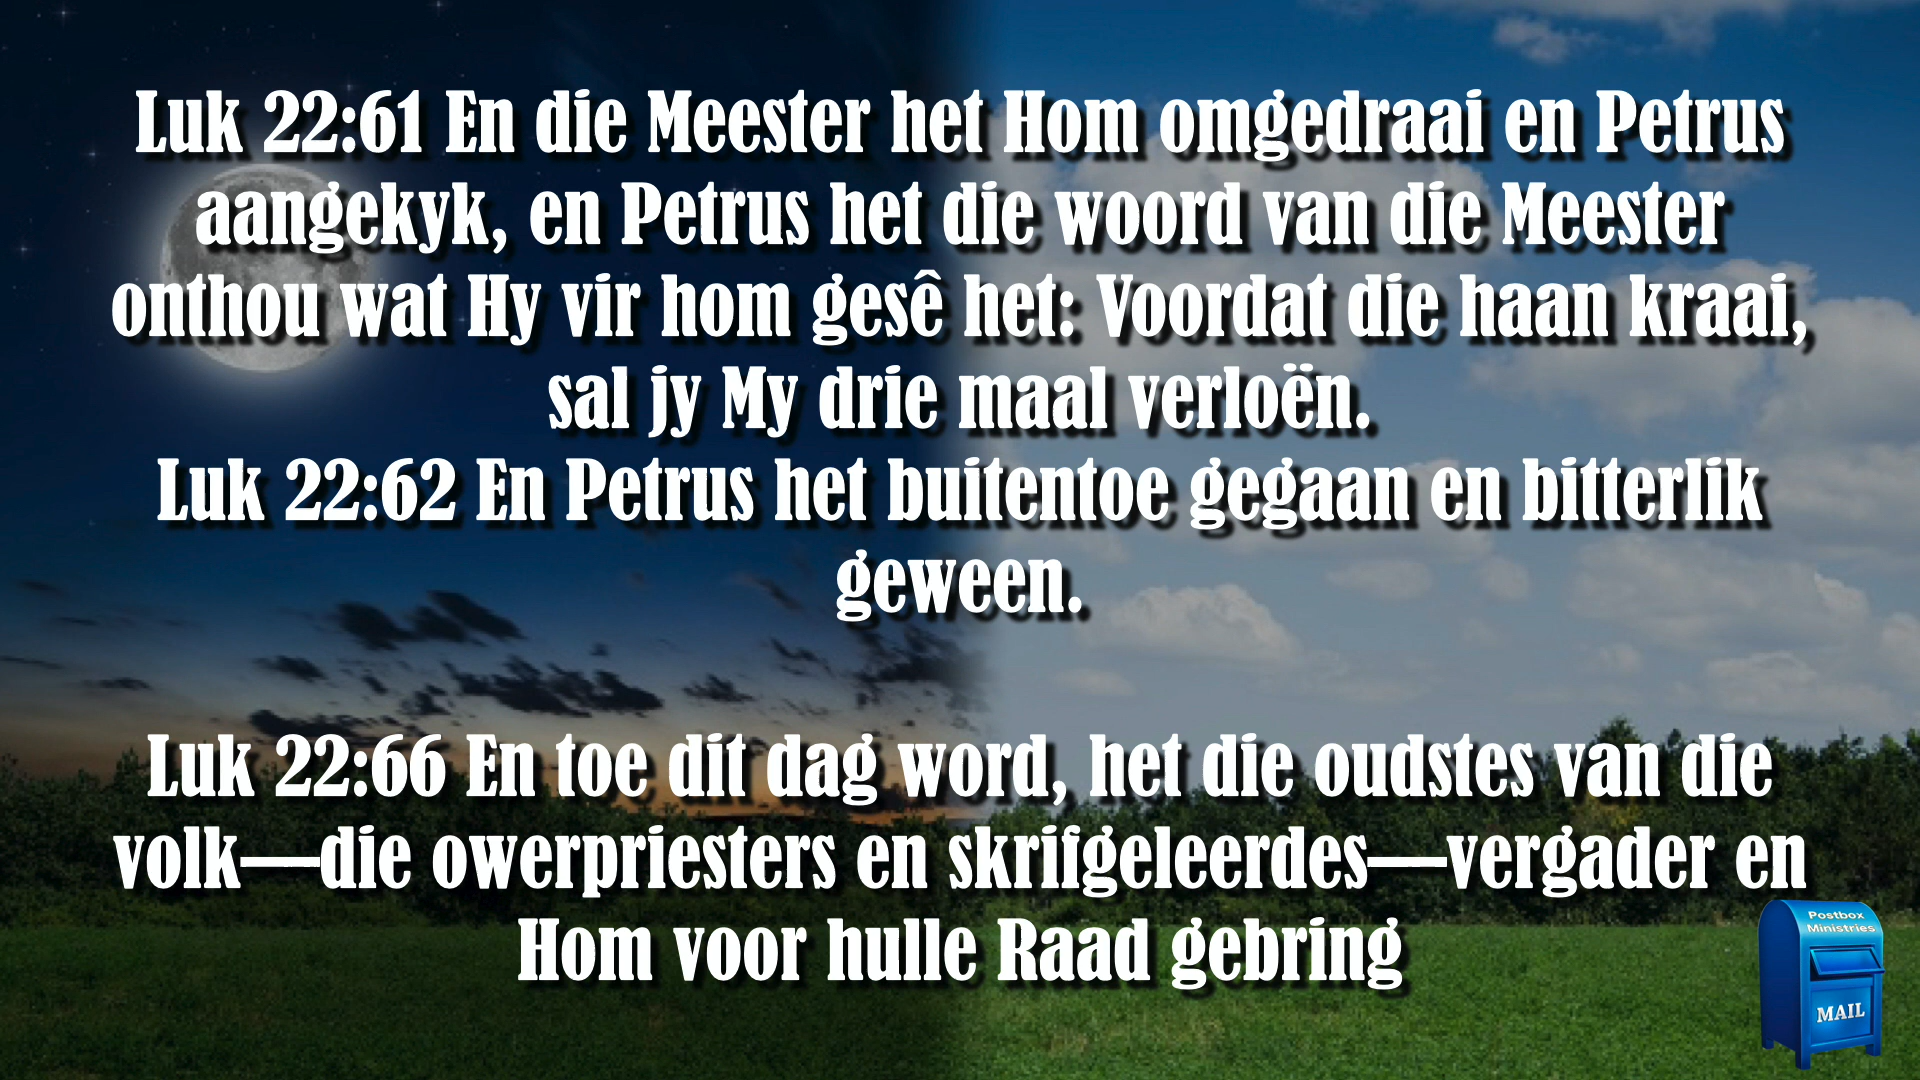 Luk 22:61 En die Meester het Hom omgedraai en Petrus
aangekyk, en Petrus het die woord van die Meester
onthou wat Hy vir hom gesê het: Voordat die haan kraai,
sal jy My drie maal verloën.
Luk 22:62 En Petrus het buitentoe gegaan en bitterlik
geween.
Luk 22:66 En toe dit dag word, het die oudstes van die
volk—die owerpriesters en skrifgeleerdes—vergader en
Hom voor hulle Raad gebring
Postbox
Ministries
MAIL